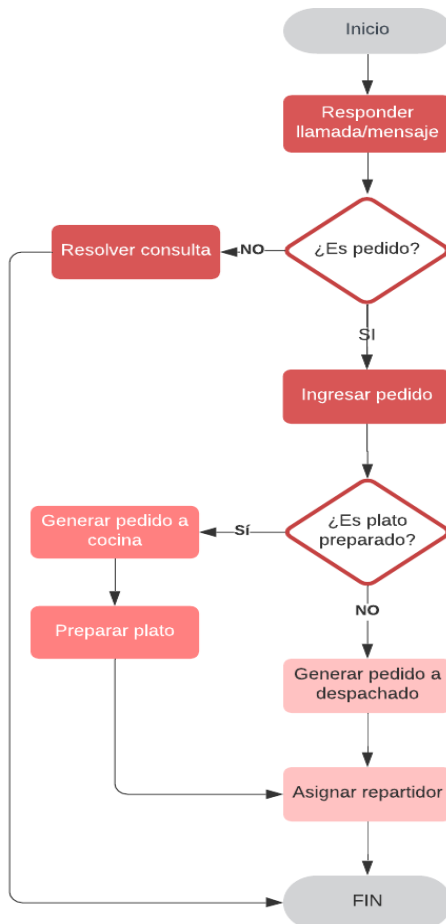 Inicio
Responder
llamada/mensaje
¿Es pedido?
NO
Resolver consulta
SI
Ingresar pedido
¿Es plato
preparado?
Sí
Generar pedido a
cocina
Preparar plato
NO
Generar pedido a
despachado
Asignar repartidor
FIN